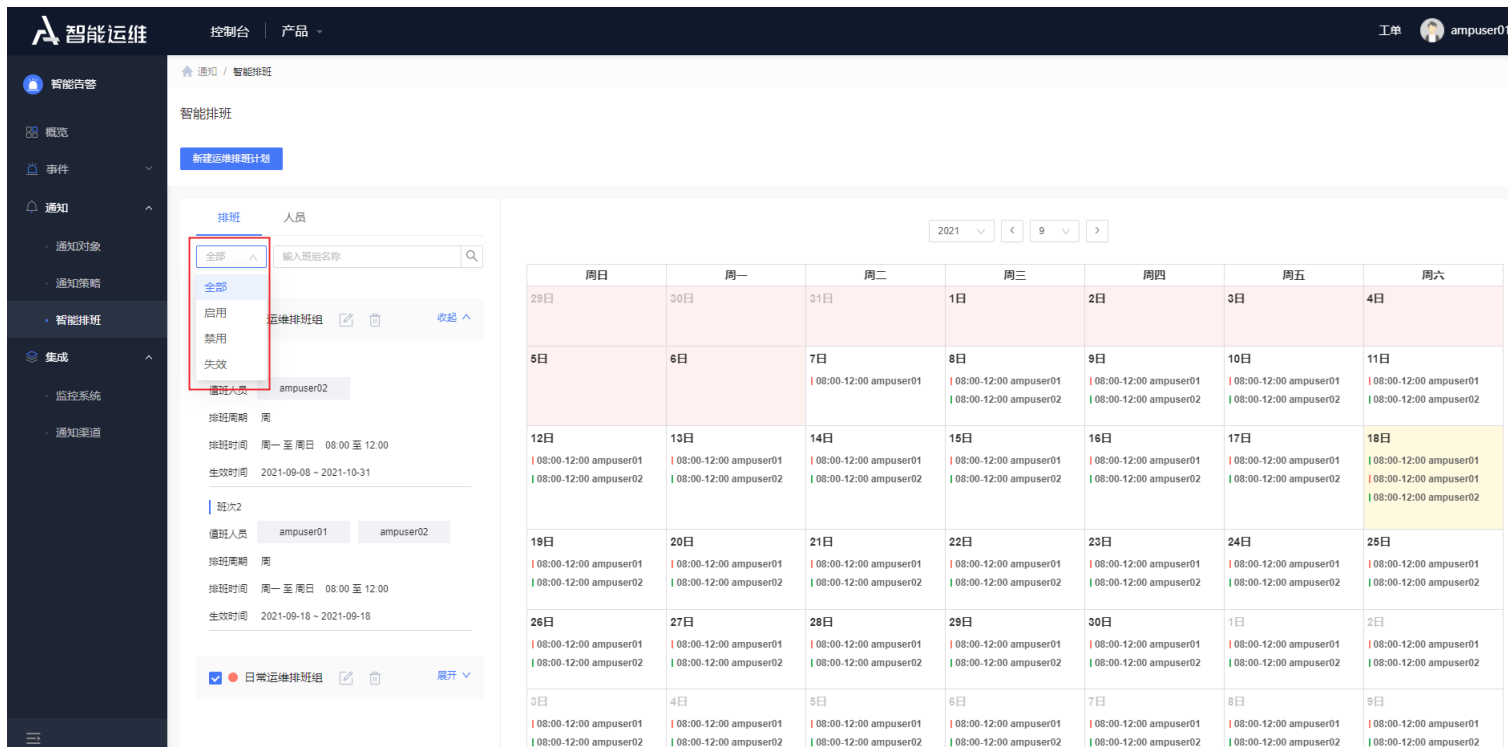 智能运维 控制台 产品 工单 ampuser01
智能告警
概览
事件
通知
通知对象
通知策略
智能排班
集成
监控系统
通知渠道
通知 / 智能排班
智能排班
新建运维排班计划
排班 人员
全部 输入班组名称
全部
启用
禁用
失效
运维排班组 收起
值班人员 ampuser02
排班周期 周
排班时间 周一 至 周日 08:00 至 12:00
生效时间 2021-09-08 ~ 2021-10-31
班次2
值班人员 ampuser01 ampuser02
排班周期 周
排班时间 周一 至 周日 08:00 至 12:00
生效时间 2021-09-18 ~ 2021-09-18
日常运维排班组 展开
2021 < 9 >
周日 周一 周二 周三 周四 周五 周六
29日 30日 31日 1日 2日 3日 4日
5日 6日 7日 8日 9日 10日 11日
08:00-12:00 ampuser01 08:00-12:00 ampuser01 08:00-12:00 ampuser01 08:00-12:00 ampuser01 08:00-12:00 ampuser01
08:00-12:00 ampuser02 08:00-12:00 ampuser02 08:00-12:00 ampuser02 08:00-12:00 ampuser02
12日 13日 14日 15日 16日 17日 18日
08:00-12:00 ampuser01 08:00-12:00 ampuser01 08:00-12:00 ampuser01 08:00-12:00 ampuser01 08:00-12:00 ampuser01 08:00-12:00 ampuser01 08:00-12:00 ampuser01
08:00-12:00 ampuser02 08:00-12:00 ampuser02 08:00-12:00 ampuser02 08:00-12:00 ampuser02 08:00-12:00 ampuser02 08:00-12:00 ampuser02 08:00-12:00 ampuser01
08:00-12:00 ampuser02
19日 20日 21日 22日 23日 24日 25日
08:00-12:00 ampuser01 08:00-12:00 ampuser01 08:00-12:00 ampuser01 08:00-12:00 ampuser01 08:00-12:00 ampuser01 08:00-12:00 ampuser01 08:00-12:00 ampuser01
08:00-12:00 ampuser02 08:00-12:00 ampuser02 08:00-12:00 ampuser02 08:00-12:00 ampuser02 08:00-12:00 ampuser02 08:00-12:00 ampuser02 08:00-12:00 ampuser02
26日 27日 28日 29日 30日 1日 2日
08:00-12:00 ampuser01 08:00-12:00 ampuser01 08:00-12:00 ampuser01 08:00-12:00 ampuser01 08:00-12:00 ampuser01 08:00-12:00 ampuser01 08:00-12:00 ampuser01
08:00-12:00 ampuser02 08:00-12:00 ampuser02 08:00-12:00 ampuser02 08:00-12:00 ampuser02 08:00-12:00 ampuser02 08:00-12:00 ampuser02 08:00-12:00 ampuser02
3日 4日 5日 6日 7日 8日 9日
08:00-12:00 ampuser01 08:00-12:00 ampuser01 08:00-12:00 ampuser01 08:00-12:00 ampuser01 08:00-12:00 ampuser01 08:00-12:00 ampuser01 08:00-12:00 ampuser01
08:00-12:00 ampuser02 08:00-12:00 ampuser02 08:00-12:00 ampuser02 08:00-12:00 ampuser02 08:00-12:00 ampuser02 08:00-12:00 ampuser02 08:00-12:00 ampuser02